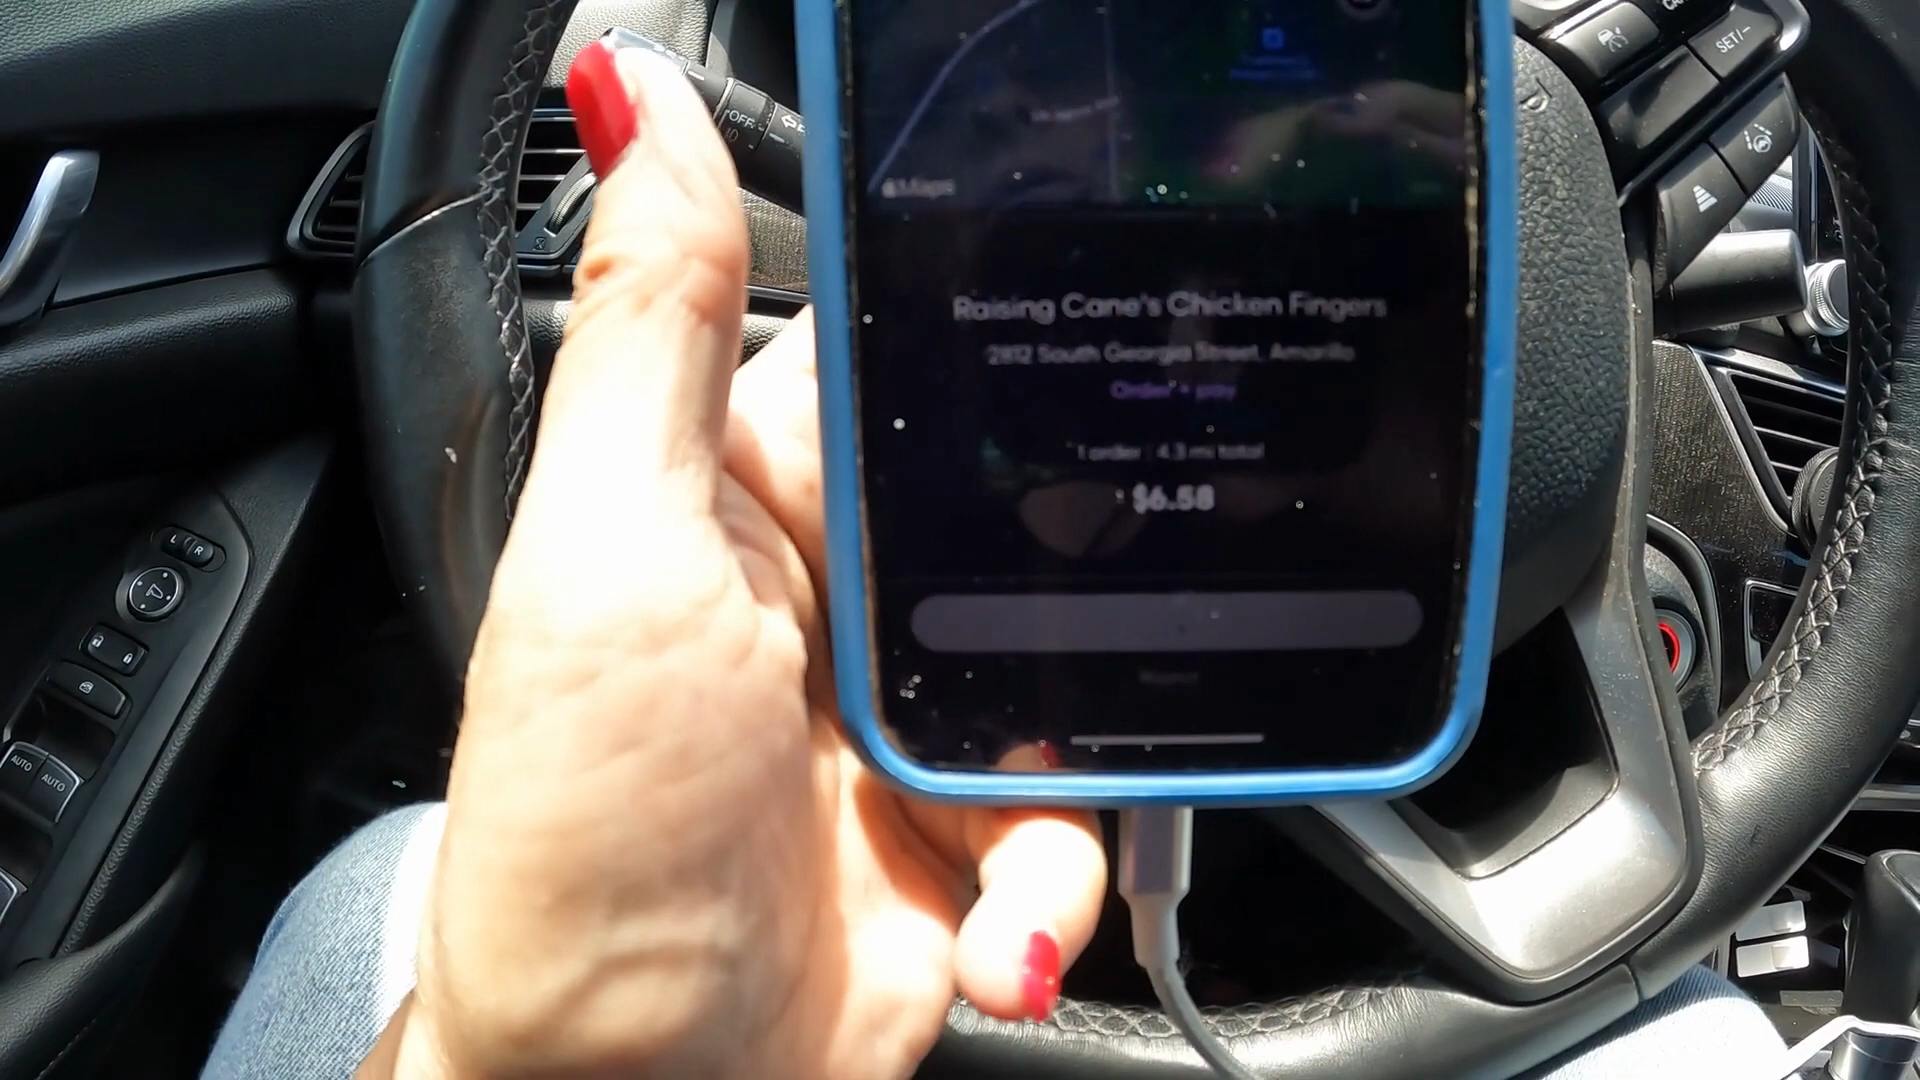 SET/-
OFF
Maps
Raising Cane's Chicken Fingers
2812 South Georgia Street, Amarillo
Order + pay
1 order 4.3 mi total
$6.58
Reject
L R
AUTO AUTO